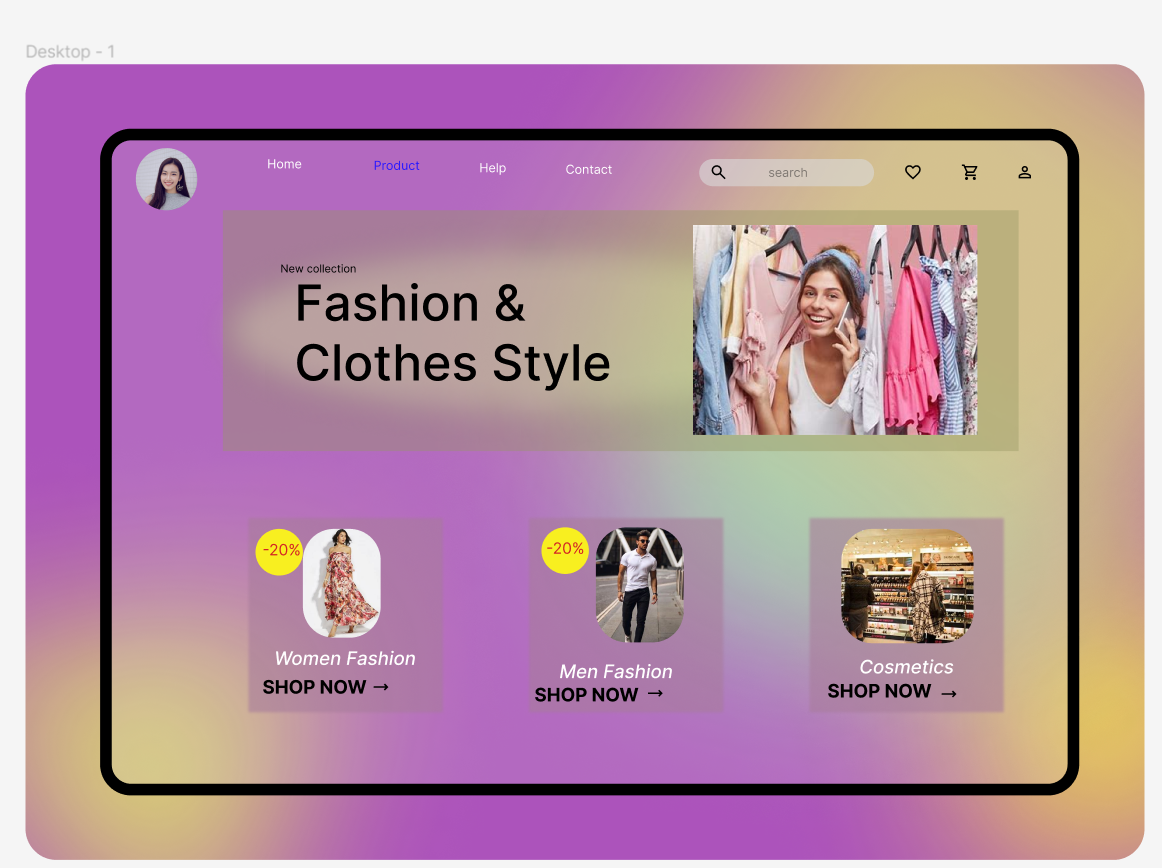 Desktop - 1
Home Product Help Contact search
New collection
Fashion &
Clothes Style
-20% -20%
Women Fashion Men Fashion Cosmetics
SHOP NOW → SHOP NOW → SHOP NOW →